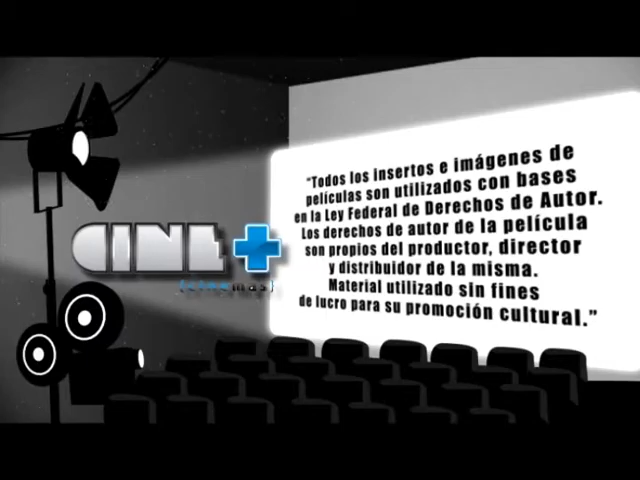 CINE+
{cinemas}
"Todos los insertos e imágenes de
películas son utilizados con bases
en la Ley Federal de Derechos de Autor.
Los derechos de autor de la película
son propios del productor, director
y distribuidor de la misma.
Material utilizado sin fines
de lucro para su promoción cultural."